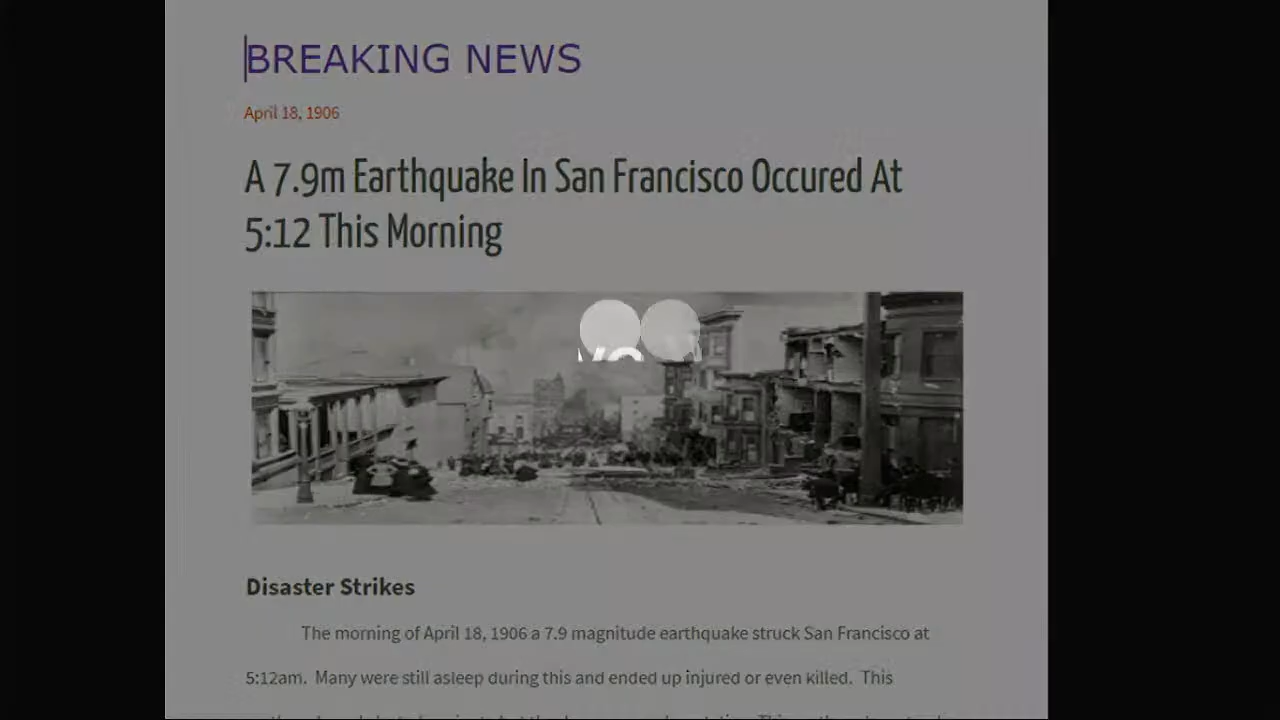 BREAKING NEWS
April 18, 1906
A 7.9m Earthquake In San Francisco Occured At
5:12 This Morning
Disaster Strikes
The morning of April 18, 1906 a 7.9 magnitude earthquake struck San Francisco at
5:12am. Many were still asleep during this and ended up injured or even killed. This